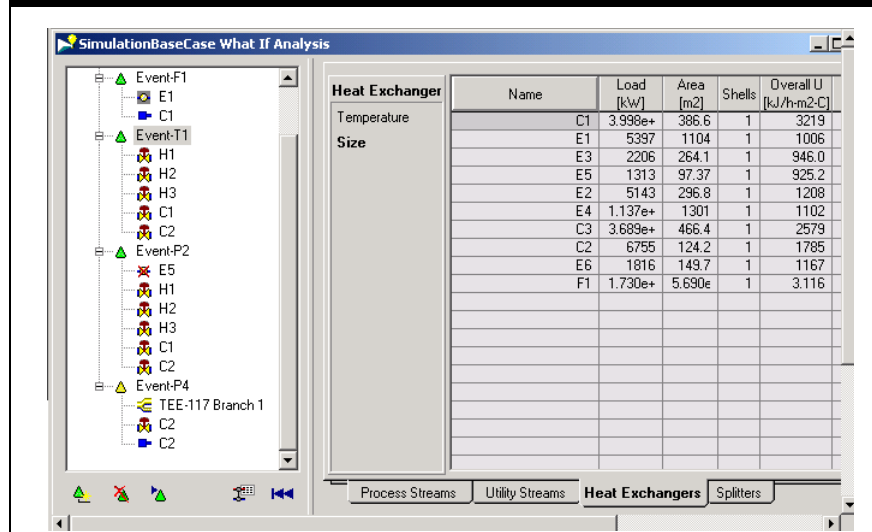 SimulationBaseCase What If Analysis
Event-F1
E1
C1
Event-T1
H1
H2
H3
C1
C2
Event-P2
E5
H1
H2
H3
C1
C2
Event-P4
TEE-117 Branch 1
C2
C2
Heat Exchanger
Temperature
Size
Name Load [kW] Area [m2] Shells Overall U [kJ/h-m2-C]
C1 3.998e+ 386.6 1 3219
E1 5397 1104 1 1006
E3 2206 264.1 1 946.0
E5 1313 97.37 1 925.2
E2 5143 296.8 1 1208
E4 1.137e+ 1301 1 1102
C3 3.689e+ 466.4 1 2579
C2 6755 124.2 1 1785
E6 1816 149.7 1 1167
F1 1.730e+ 5.690e 1 3.116
Process Streams Utility Streams Heat Exchangers Splitters